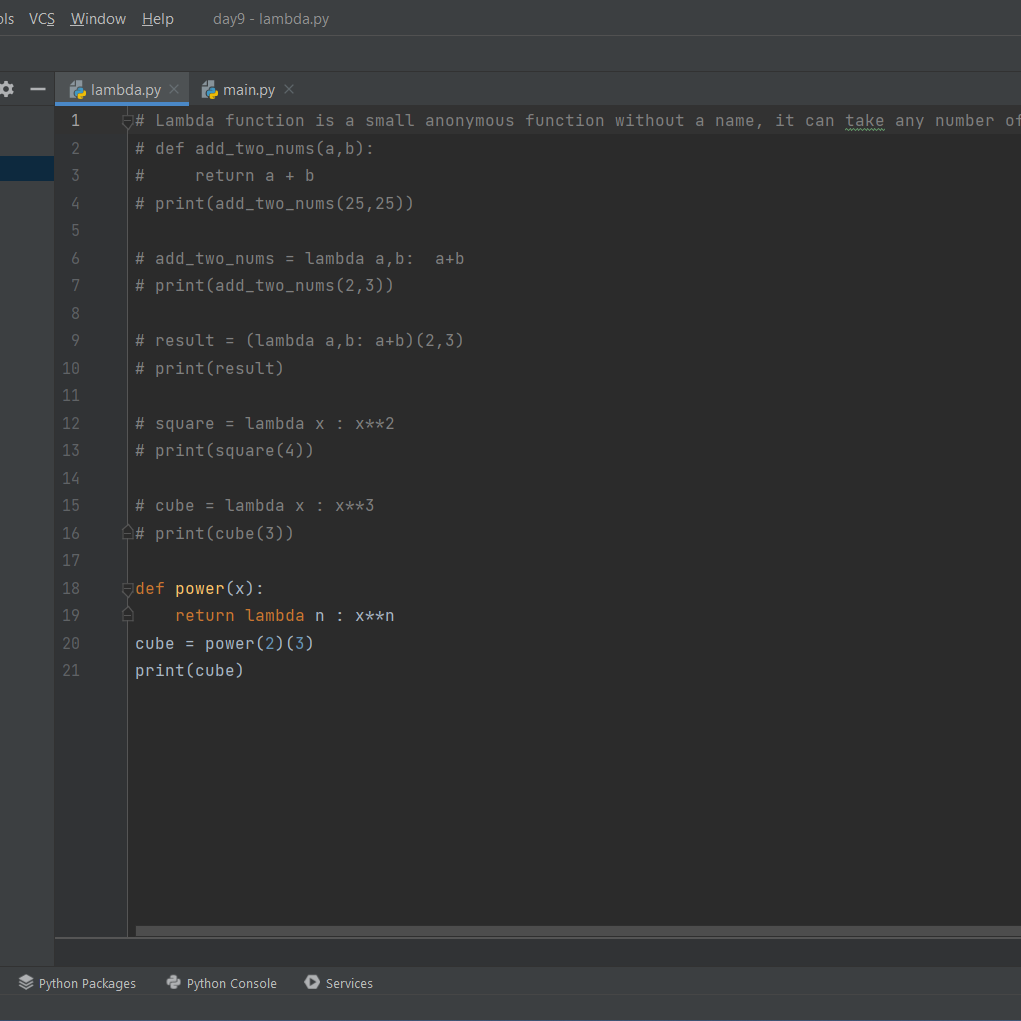 VCS Window Help day9 - lambda.py
lambda.py main.py
1 # Lambda function is a small anonymous function without a name, it can take any number of
2 # def add_two_nums(a,b):
3 #     return a + b
4 # print(add_two_nums(25,25))
5
6 # add_two_nums = lambda a,b:  a+b
7 # print(add_two_nums(2,3))
8
9 # result = (lambda a,b: a+b)(2,3)
10 # print(result)
11
12 # square = lambda x : x**2
13 # print(square(4))
14
15 # cube = lambda x : x**3
16 # print(cube(3))
17
18 def power(x):
19     return lambda n : x**n
20 cube = power(2)(3)
21 print(cube)
Python Packages Python Console Services